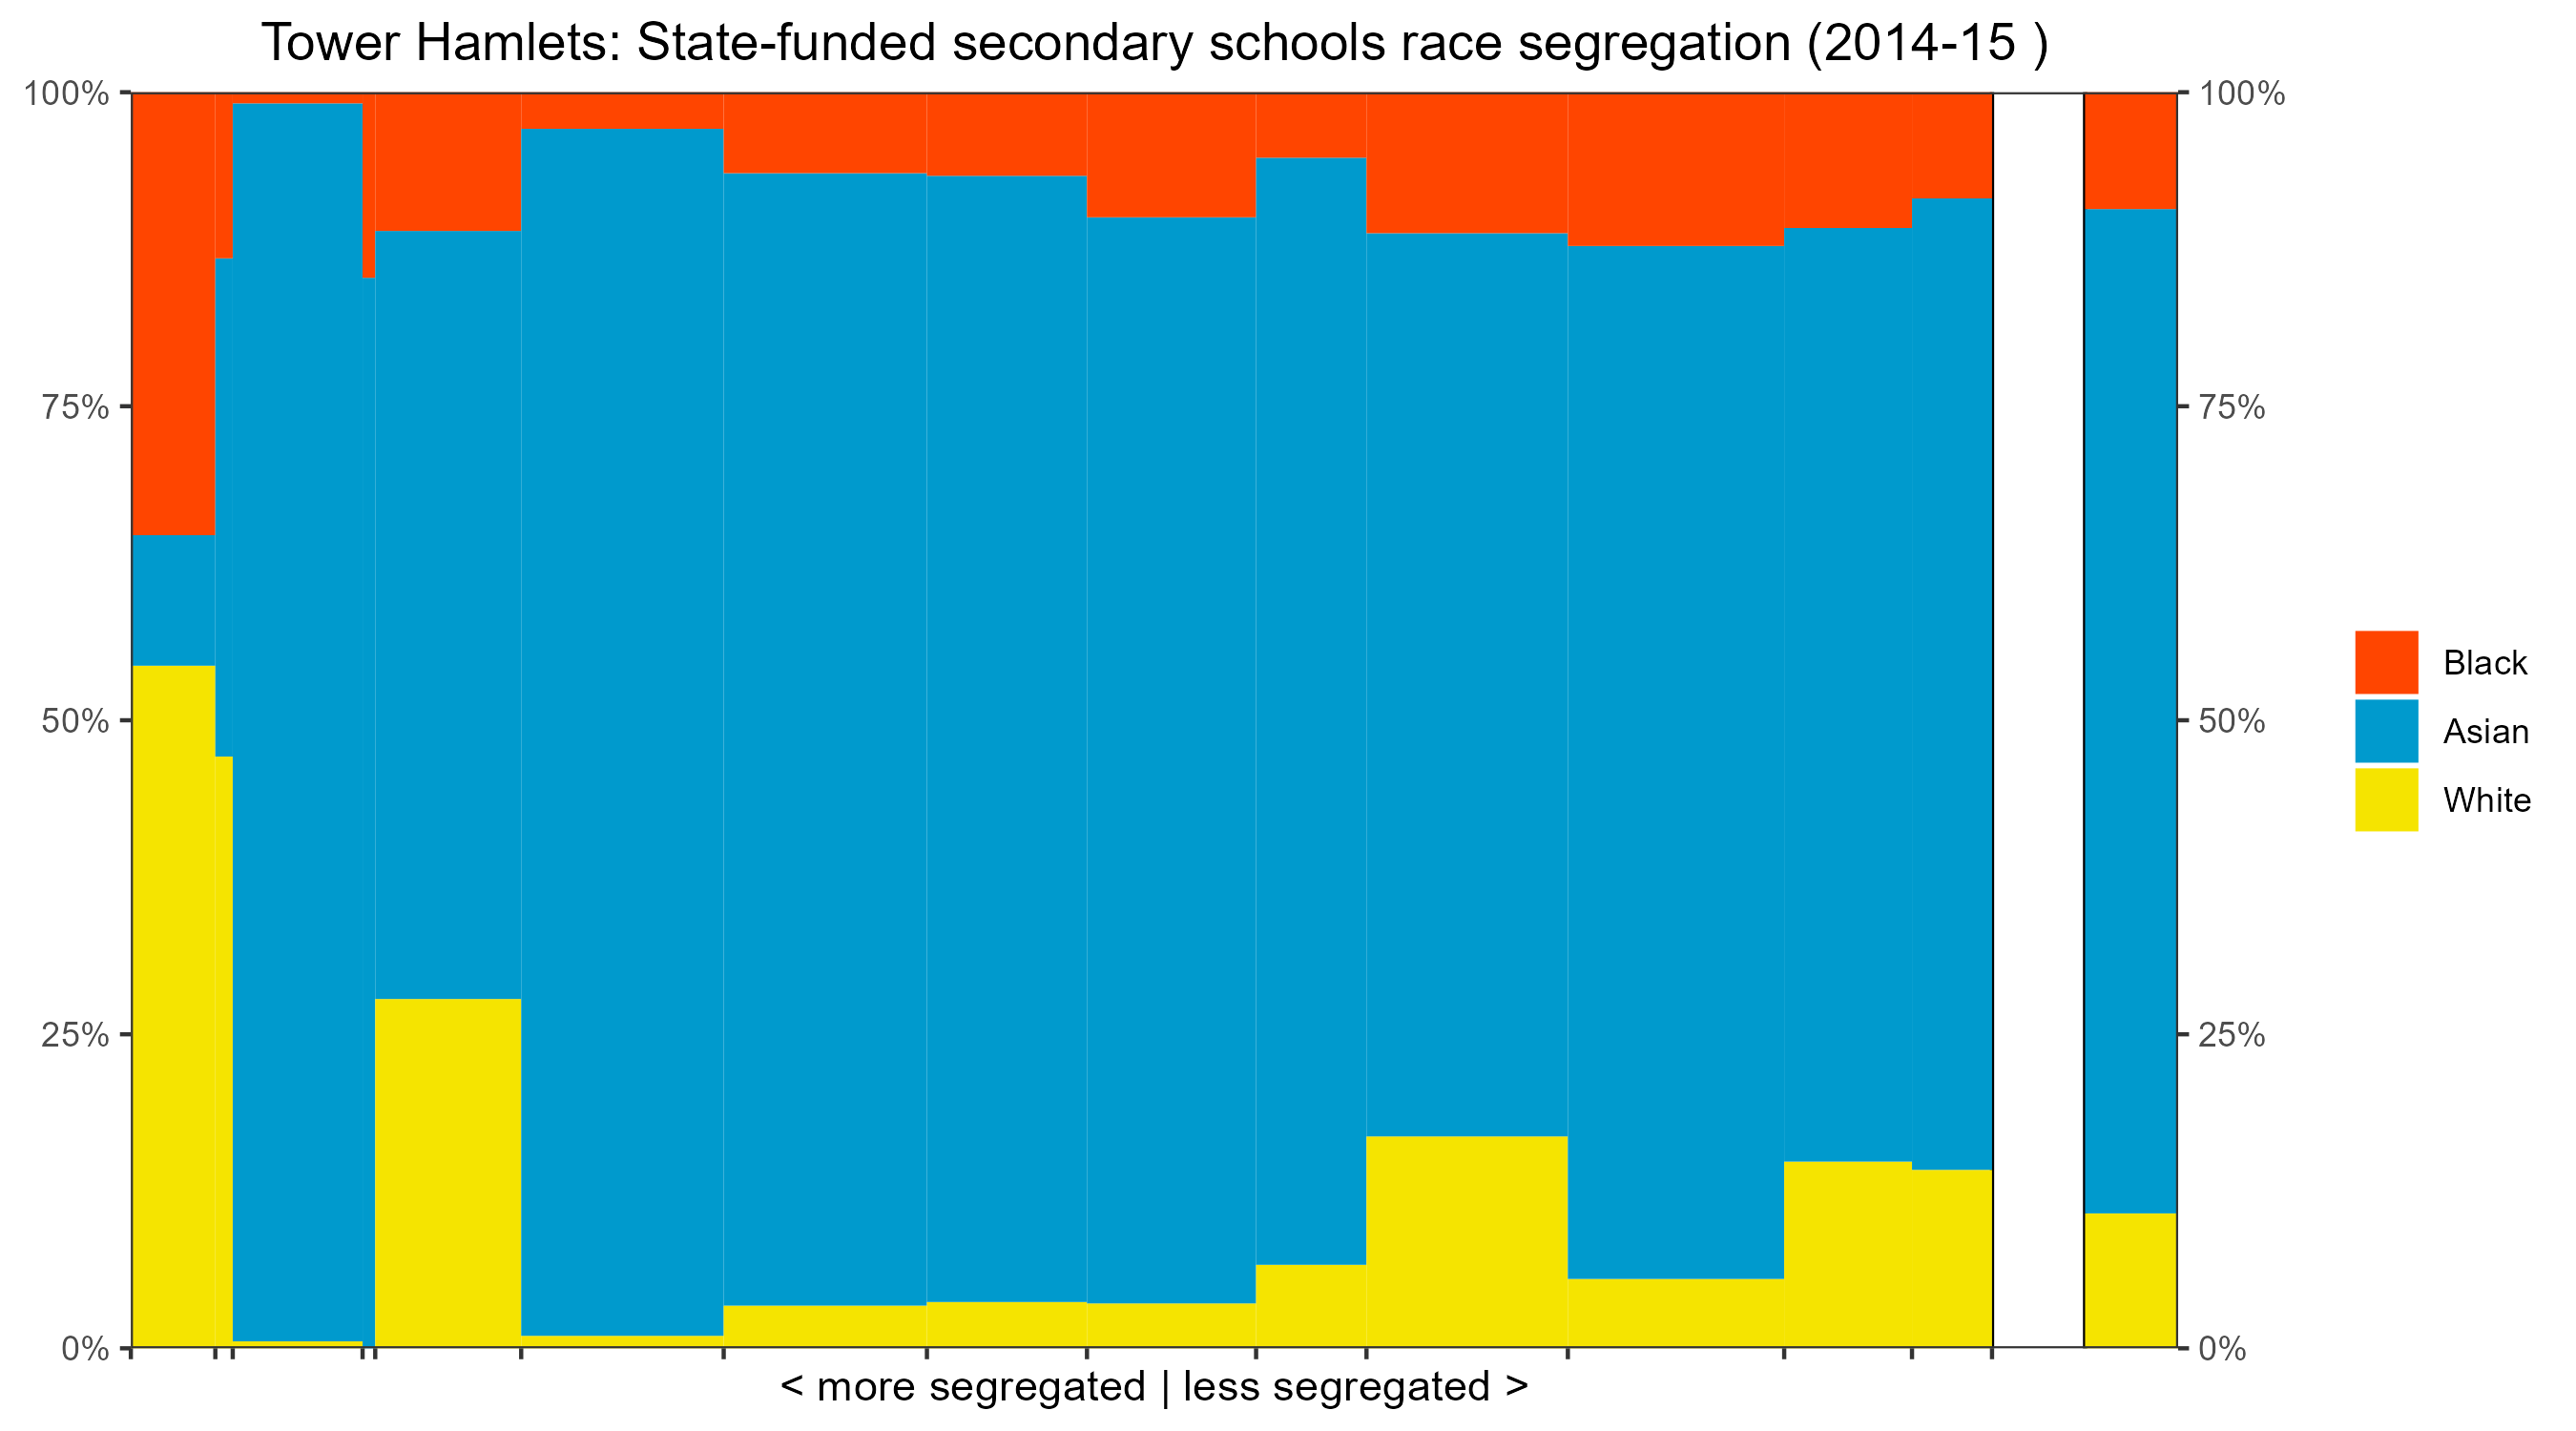 Tower Hamlets: State-funded secondary schools race segregation (2014-15 )
100%
75%
50%
25%
0%
100%
75%
50%
25%
0%
Black
Asian
White
< more segregated | less segregated >